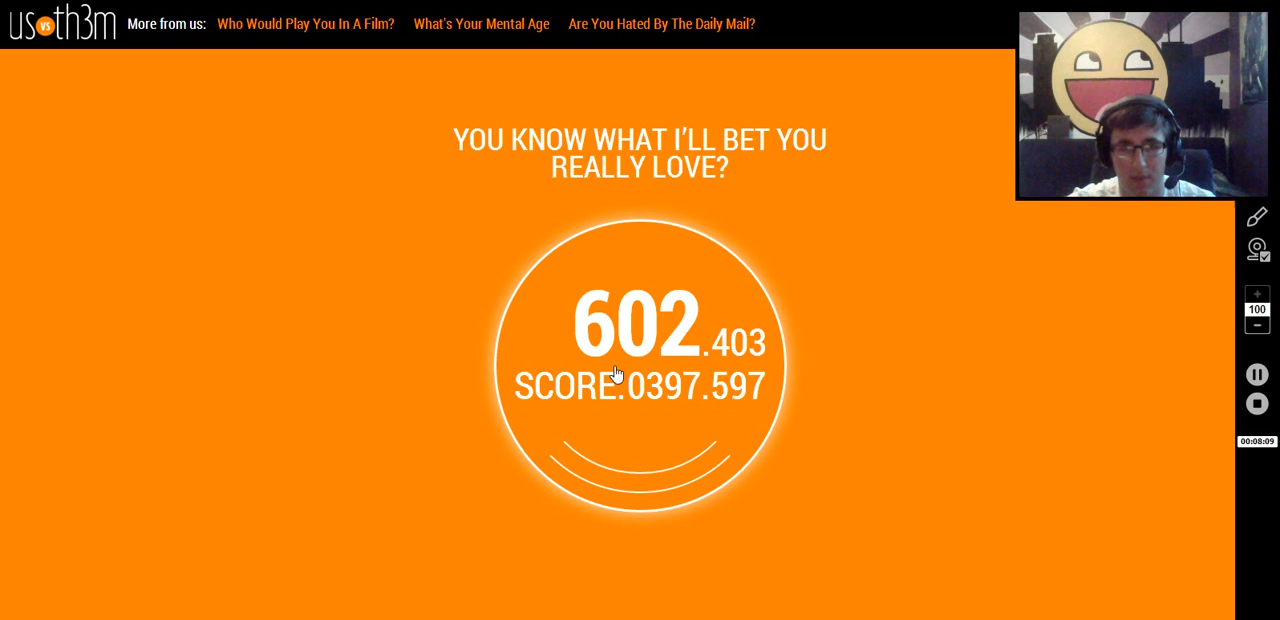 usvsth3m
More from us: Who Would Play You In A Film? What's Your Mental Age Are You Hated By The Daily Mail?
YOU KNOW WHAT I'LL BET YOU
REALLY LOVE?
602.403
SCORE:0397.597
100
00:08:09